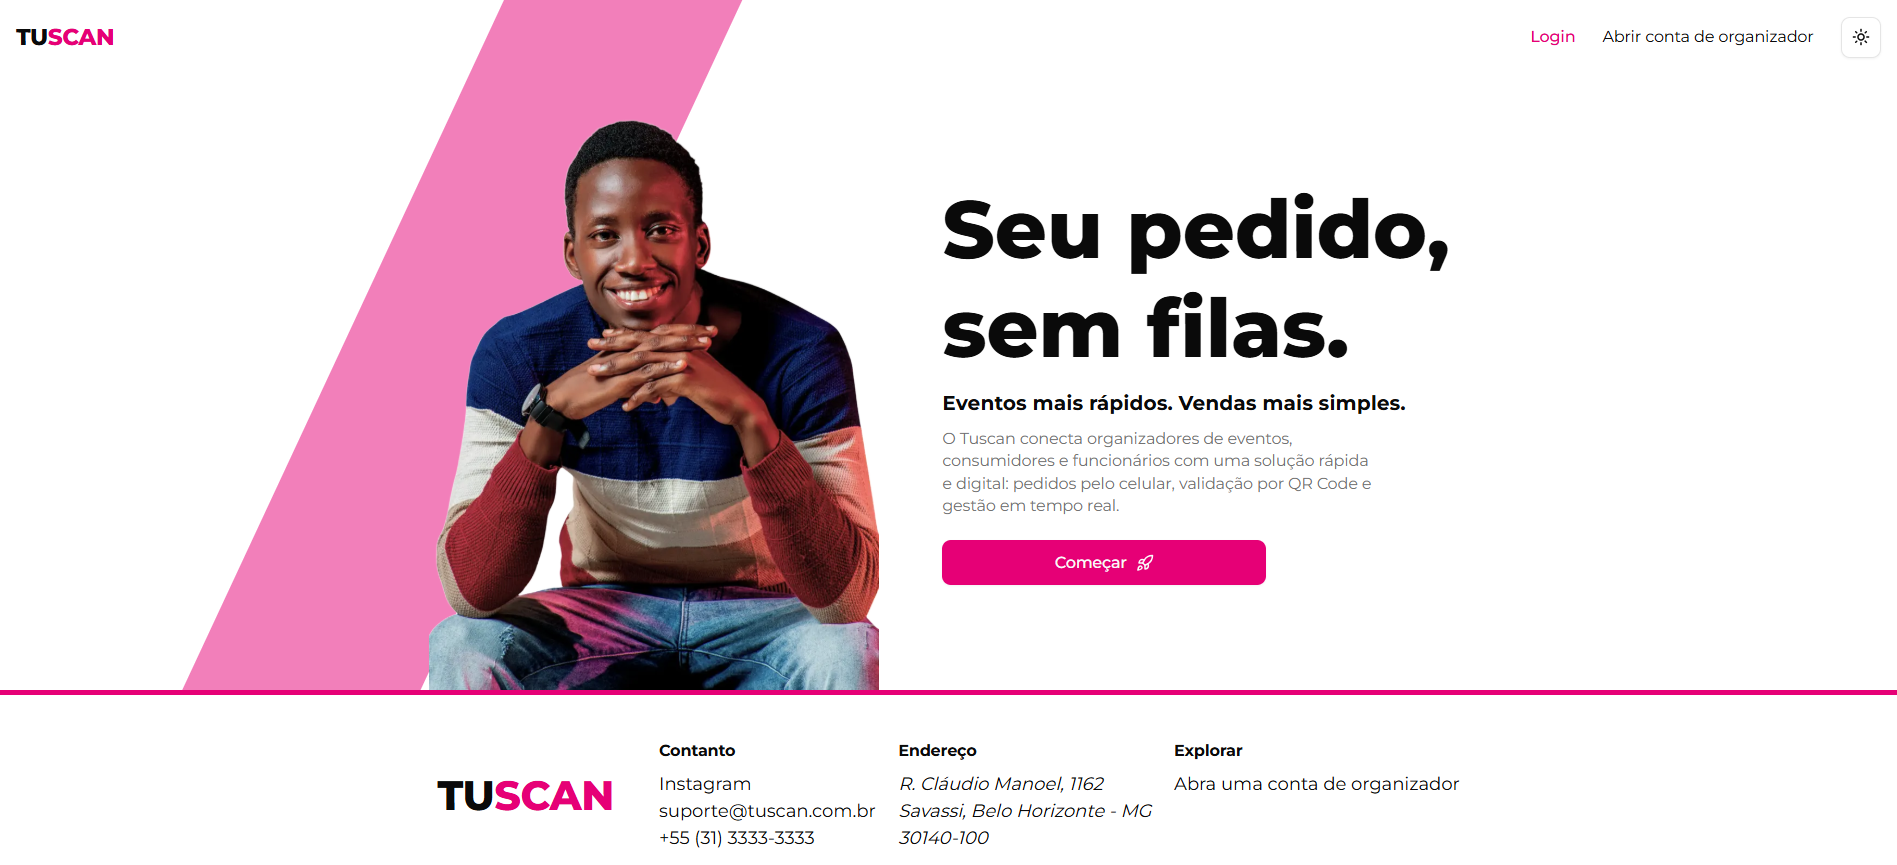 TUSCAN
Login
Abrir conta de organizador
Seu pedido,
sem filas.
Eventos mais rápidos. Vendas mais simples.
O Tuscan conecta organizadores de eventos,
consumidores e funcionários com uma solução rápida
e digital: pedidos pelo celular, validação por QR Code e
gestão em tempo real.
Começar
TUSCAN
Contanto
Instagram
suporte@tuscan.com.br
+55 (31) 3333-3333
Endereço
R. Cláudio Manoel, 1162
Savassi, Belo Horizonte - MG
30140-100
Explorar
Abra uma conta de organizador